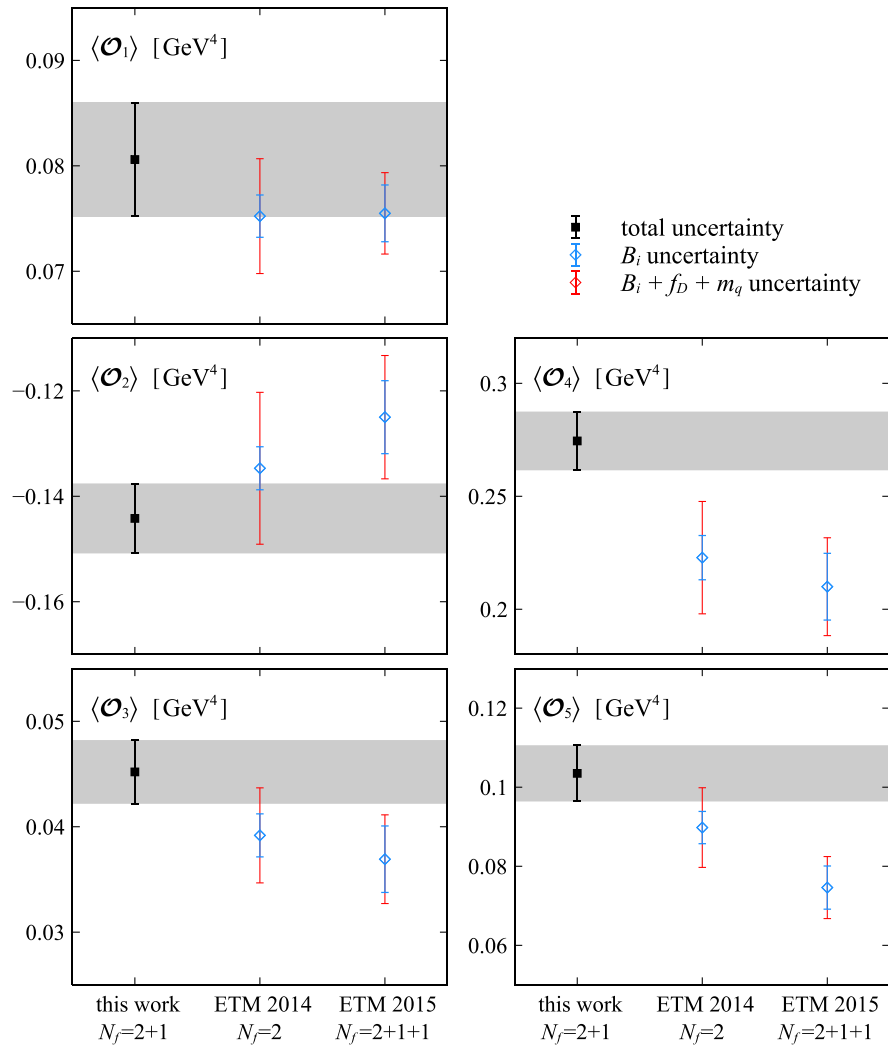 ⟨𝓞₁⟩ [GeV⁴]
0.09
0.08
0.07
total uncertainty
Bᵢ uncertainty
Bᵢ + f_D + m_q uncertainty
⟨𝓞₂⟩ [GeV⁴]
−0.12
−0.14
−0.16
⟨𝓞₄⟩ [GeV⁴]
0.3
0.25
0.2
⟨𝓞₃⟩ [GeV⁴]
0.05
0.04
0.03
⟨𝓞₅⟩ [GeV⁴]
0.12
0.1
0.08
0.06
this work ETM 2014 ETM 2015
N_f=2+1 N_f=2 N_f=2+1+1
this work ETM 2014 ETM 2015
N_f=2+1 N_f=2 N_f=2+1+1